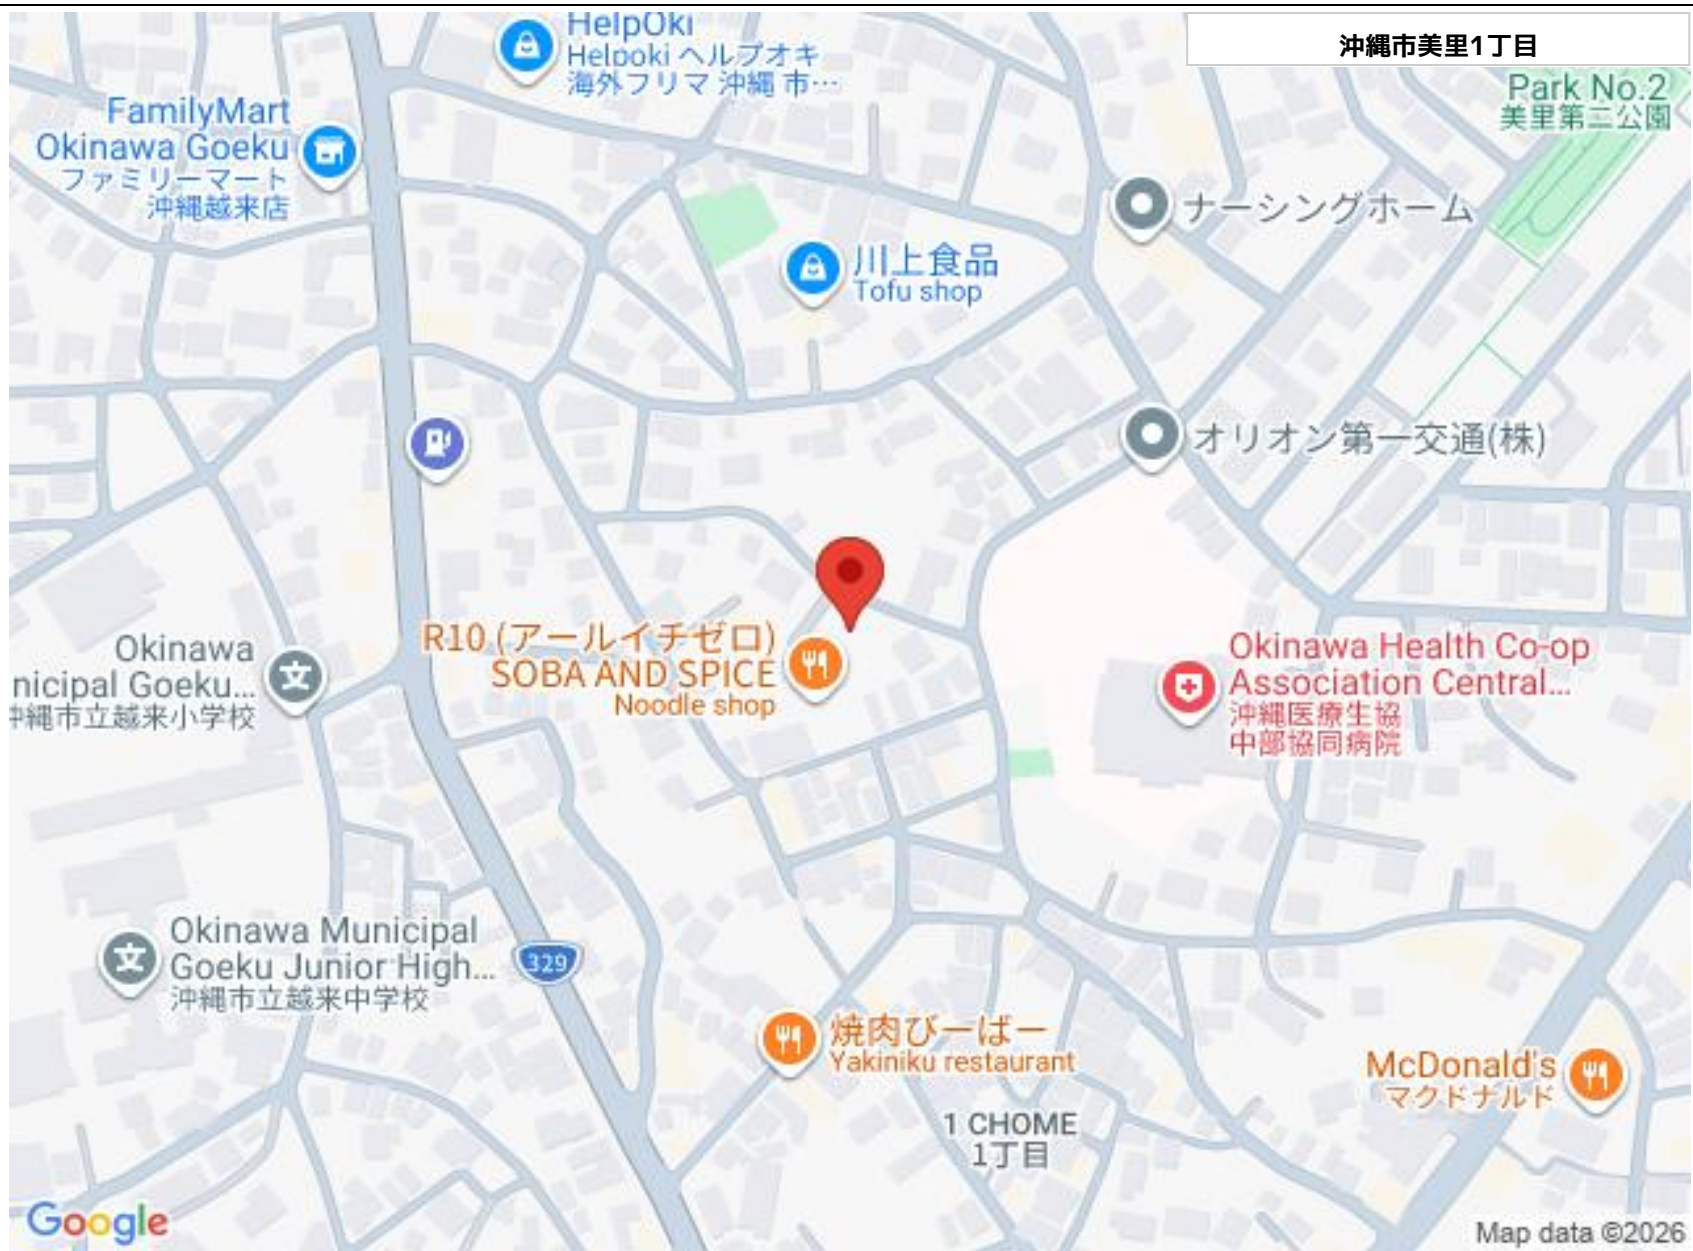 沖縄市美里1丁目
HelpOki
Helpoki ヘルプオキ
海外フリマ 沖縄 市…
Park No.2
美里第二公園
FamilyMart
Okinawa Goeku
ファミリーマート
沖縄越来店
ナーシングホーム
川上食品
Tofu shop
オリオン第一交通(株)
R10 (アールイチゼロ)
SOBA AND SPICE
Noodle shop
Okinawa
nicipal Goeku...
沖縄市立越来小学校
Okinawa Health Co-op
Association Central...
沖縄医療生協
中部協同病院
Okinawa Municipal
Goeku Junior High...
沖縄市立越来中学校
329
焼肉びーばー
Yakiniku restaurant
McDonald's
マクドナルド
1 CHOME
1丁目
Google
Map data ©2026